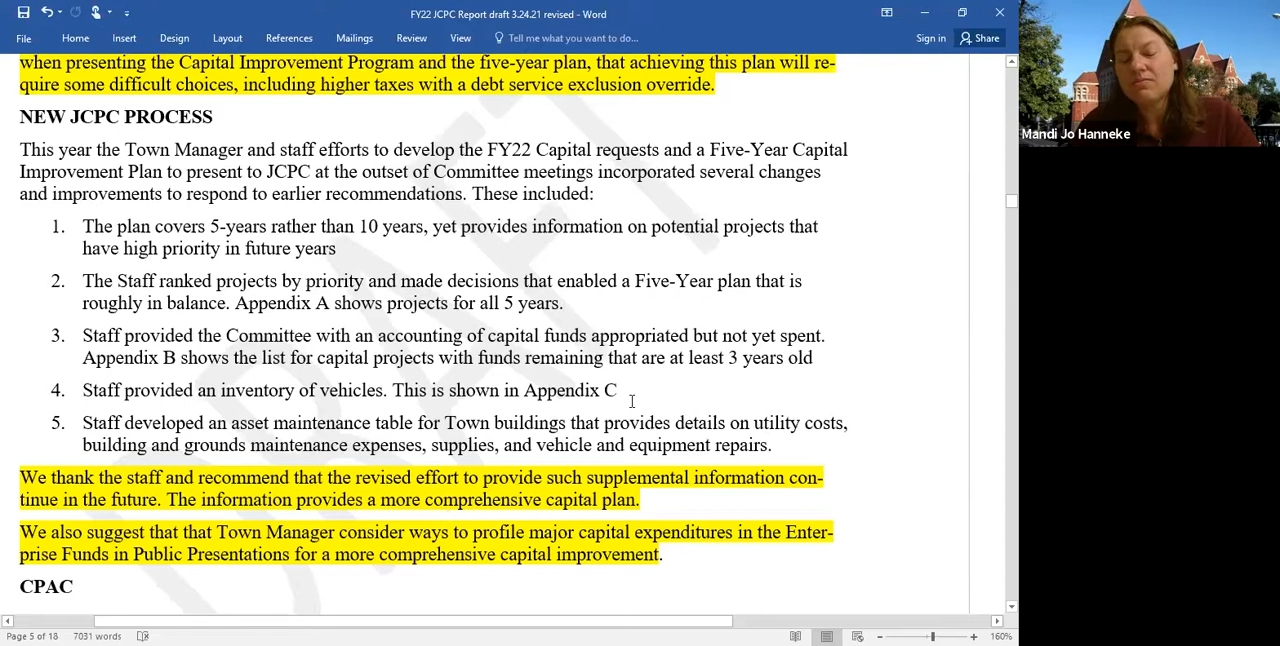 FY22 JCPC Report draft 3.24.21 revised - Word
File Home Insert Design Layout References Mailings Review View Tell me what you want to do... Sign in Share
when presenting the Capital Improvement Program and the five-year plan, that achieving this plan will re-
quire some difficult choices, including higher taxes with a debt service exclusion override.
NEW JCPC PROCESS
This year the Town Manager and staff efforts to develop the FY22 Capital requests and a Five-Year Capital
Improvement Plan to present to JCPC at the outset of Committee meetings incorporated several changes
and improvements to respond to earlier recommendations. These included:
1. The plan covers 5-years rather than 10 years, yet provides information on potential projects that
have high priority in future years
2. The Staff ranked projects by priority and made decisions that enabled a Five-Year plan that is
roughly in balance. Appendix A shows projects for all 5 years.
3. Staff provided the Committee with an accounting of capital funds appropriated but not yet spent.
Appendix B shows the list for capital projects with funds remaining that are at least 3 years old
4. Staff provided an inventory of vehicles. This is shown in Appendix C
5. Staff developed an asset maintenance table for Town buildings that provides details on utility costs,
building and grounds maintenance expenses, supplies, and vehicle and equipment repairs.
We thank the staff and recommend that the revised effort to provide such supplemental information con-
tinue in the future. The information provides a more comprehensive capital plan.
We also suggest that that Town Manager consider ways to profile major capital expenditures in the Enter-
prise Funds in Public Presentations for a more comprehensive capital improvement.
CPAC
DRAFT
Page 5 of 18 7031 words 160%
Mandi Jo Hanneke